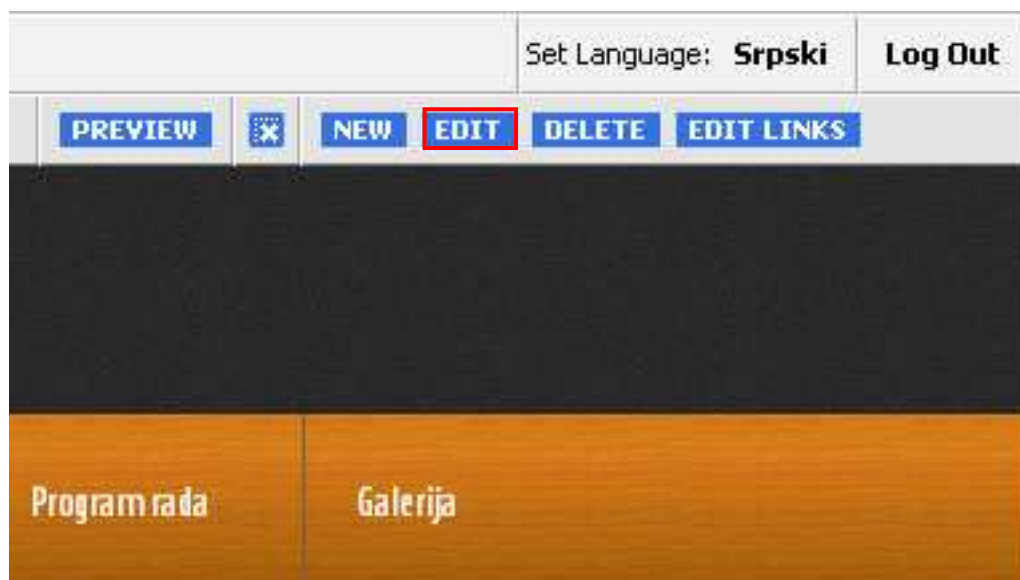 Set Language: Srpski Log Out
PREVIEW NEW EDIT DELETE EDIT LINKS
Program rada Galerija